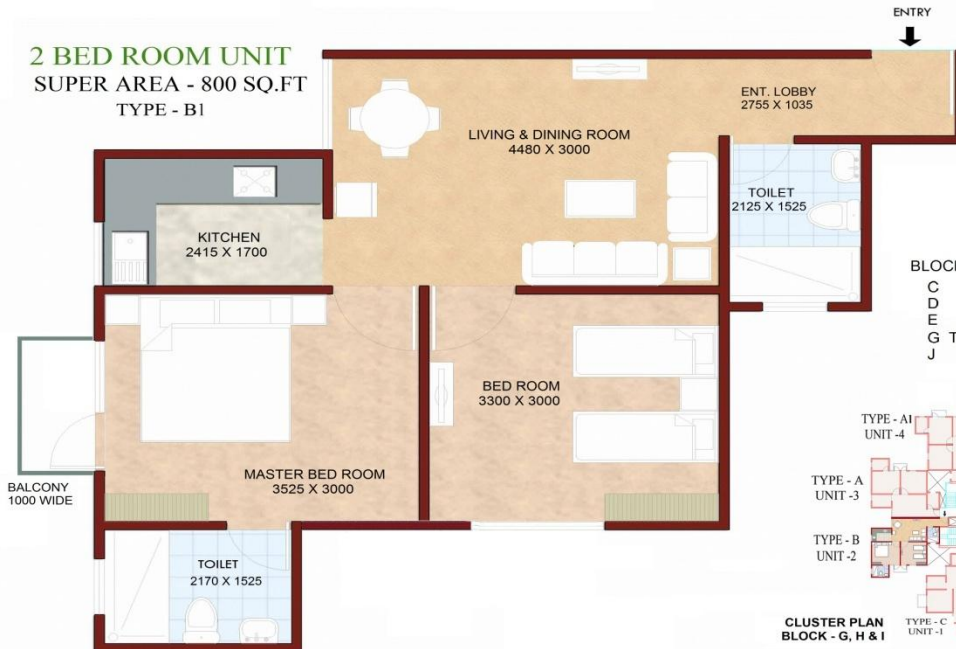 2 BED ROOM UNIT
SUPER AREA - 800 SQ.FT
TYPE - B1
ENTRY
ENT. LOBBY
2755 X 1035
LIVING & DINING ROOM
4480 X 3000
TOILET
2125 X 1525
KITCHEN
2415 X 1700
BLOCK
C
D
E
G T
J
BED ROOM
3300 X 3000
MASTER BED ROOM
3525 X 3000
BALCONY
1000 WIDE
TOILET
2170 X 1525
TYPE - A1
UNIT -4
TYPE - A
UNIT -3
TYPE - B
UNIT -2
TYPE - C
UNIT -1
CLUSTER PLAN
BLOCK - G, H & I